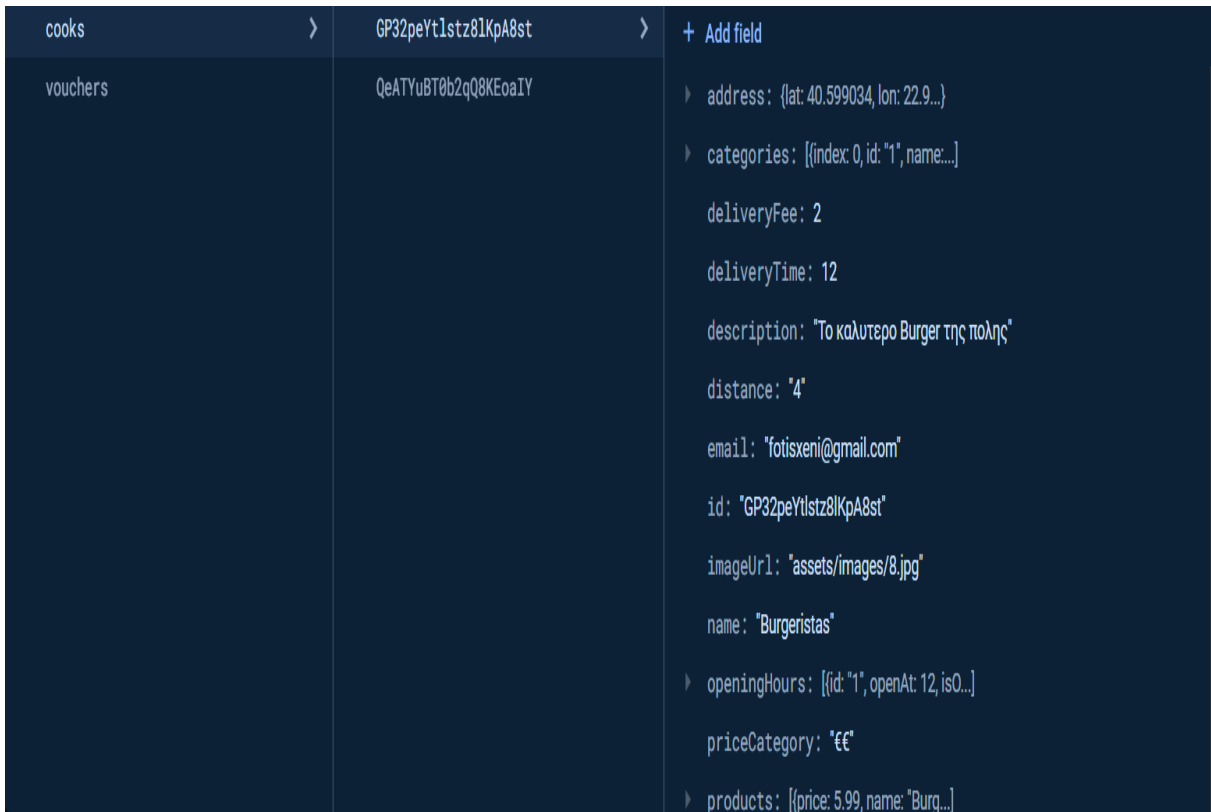 cooks
vouchers
GP32peYtlstz8lKpA8st
QeATYuBT0b2qQ8KEoaIY
+ Add field
address: {lat: 40.599034, lon: 22.9...}
categories: [{index: 0, id: "1", name:...]
deliveryFee: 2
deliveryTime: 12
description: "Το καλυτερο Burger της πολης"
distance: "4"
email: "fotisxeni@gmail.com"
id: "GP32peYtlstz8lKpA8st"
imageUrl: "assets/images/8.jpg"
name: "Burgeristas"
openingHours: [{id: "1", openAt: 12, isO...]
priceCategory: "€€"
products: [{price: 5.99, name: "Burg...]